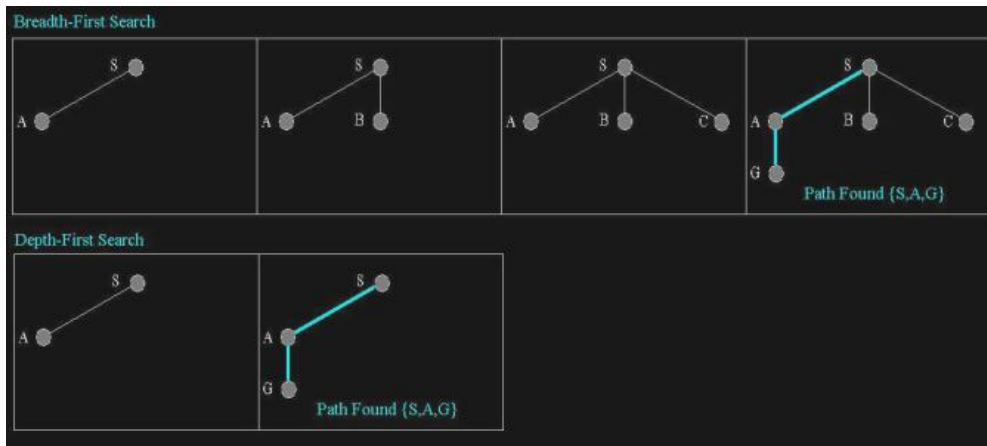 Breadth-First Search
S
A
S
A B
S
A B C
S
A B C
G
Path Found {S,A,G}
Depth-First Search
S
A
S
A
G
Path Found {S,A,G}